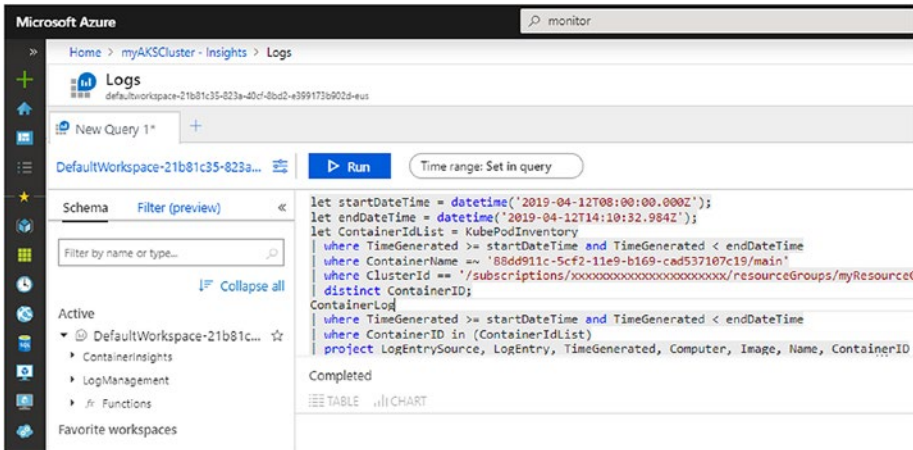 Microsoft Azure
monitor
Home > myAKSCluster - Insights > Logs
Logs
defaultworkspace-21b81c35-823a-40cf-8bd2-e399173b902d-eus
New Query 1*
DefaultWorkspace-21b81c35-823a...
Run
Time range: Set in query
Schema
Filter (preview)
Filter by name or type...
Collapse all
Active
DefaultWorkspace-21b81c...
ContainerInsights
LogManagement
fx Functions
Favorite workspaces
let startDateTime = datetime('2019-04-12T08:00:00.000Z');
let endDateTime = datetime('2019-04-12T14:10:32.984Z');
let ContainerIdList = KubePodInventory
| where TimeGenerated >= startDateTime and TimeGenerated < endDateTime
| where ContainerName =~ '88dd911c-5cf2-11e9-b169-cad537107c19/main'
| where ClusterId == '/subscriptions/xxxxxxxxxxxxxxxxxxxxxxxx/resourceGroups/myResource
| distinct ContainerID;
ContainerLog
| where TimeGenerated >= startDateTime and TimeGenerated < endDateTime
| where ContainerID in (ContainerIdList)
| project LogEntrySource, LogEntry, TimeGenerated, Computer, Image, Name, ContainerID
Completed
TABLE
CHART